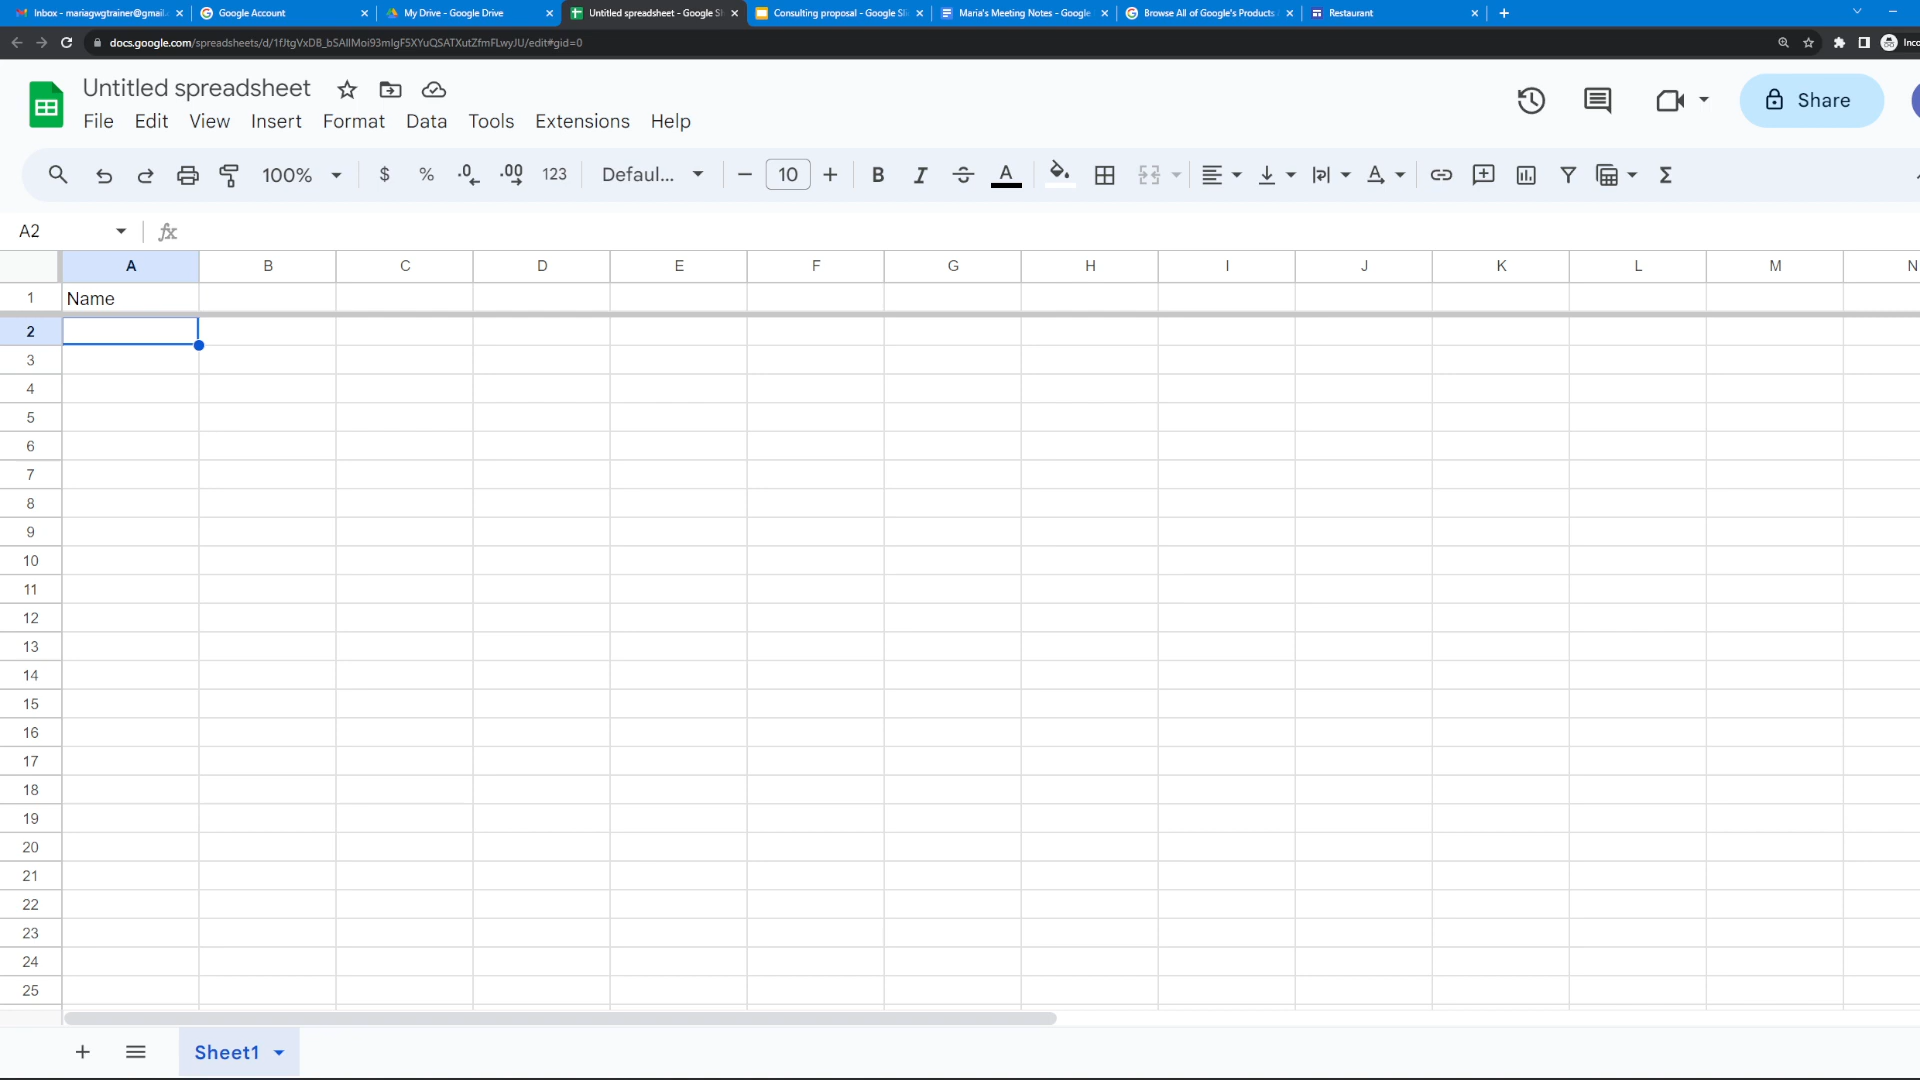 Inbox - mariagwgtrainer@gmail.
Google Account
My Drive - Google Drive
Untitled spreadsheet - Google Sh
Consulting proposal - Google Sli
Maria's Meeting Notes - Google
Browse All of Google's Products
Restaurant
docs.google.com/spreadsheets/d/1fJtgVxDB_bSAIIMoi93mIgF5XYuQSATXutZfmFLwyJU/edit#gid=0
Inco
Untitled spreadsheet
File Edit View Insert Format Data Tools Extensions Help
Share
100% $ % .0 .00 123 Defaul... 10 B I S A Σ
A2 fx
A B C D E F G H I J K L M N
1 Name
2
3
4
5
6
7
8
9
10
11
12
13
14
15
16
17
18
19
20
21
22
23
24
25
Sheet1